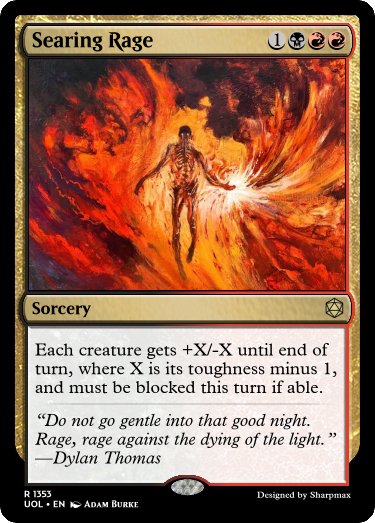 Searing Rage 1
Sorcery
Each creature gets +X/-X until end of
turn, where X is its toughness minus 1,
and must be blocked this turn if able.
“Do not go gentle into that good night.
Rage, rage against the dying of the light.”
—Dylan Thomas
R 1353
UOL • EN Adam Burke
Designed by Sharpmax